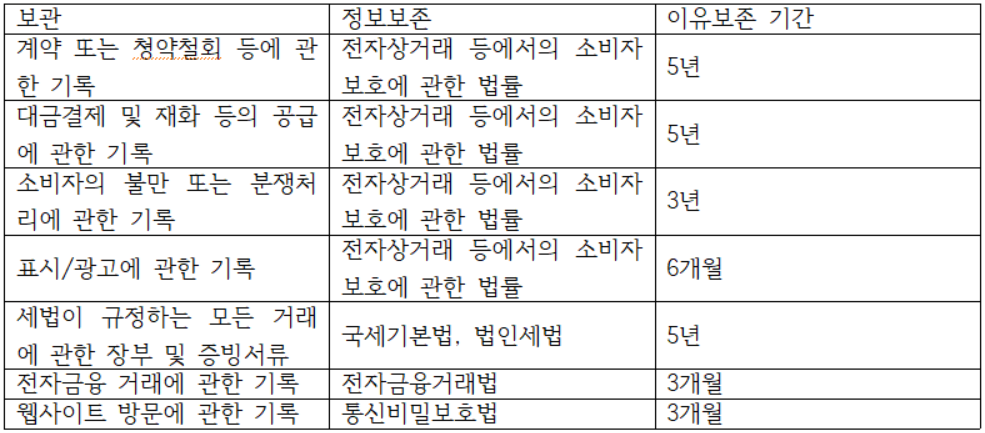 보관 정보보존 이유보존 기간
계약 또는 청약철회 등에 관 전자상거래 등에서의 소비자 5년
한 기록 보호에 관한 법률
대금결제 및 재화 등의 공급 전자상거래 등에서의 소비자 5년
에 관한 기록 보호에 관한 법률
소비자의 불만 또는 분쟁처 전자상거래 등에서의 소비자 3년
리에 관한 기록 보호에 관한 법률
표시/광고에 관한 기록 전자상거래 등에서의 소비자 6개월
보호에 관한 법률
세법이 규정하는 모든 거래 국세기본법, 법인세법 5년
에 관한 장부 및 증빙서류
전자금융 거래에 관한 기록 전자금융거래법 3개월
웹사이트 방문에 관한 기록 통신비밀보호법 3개월